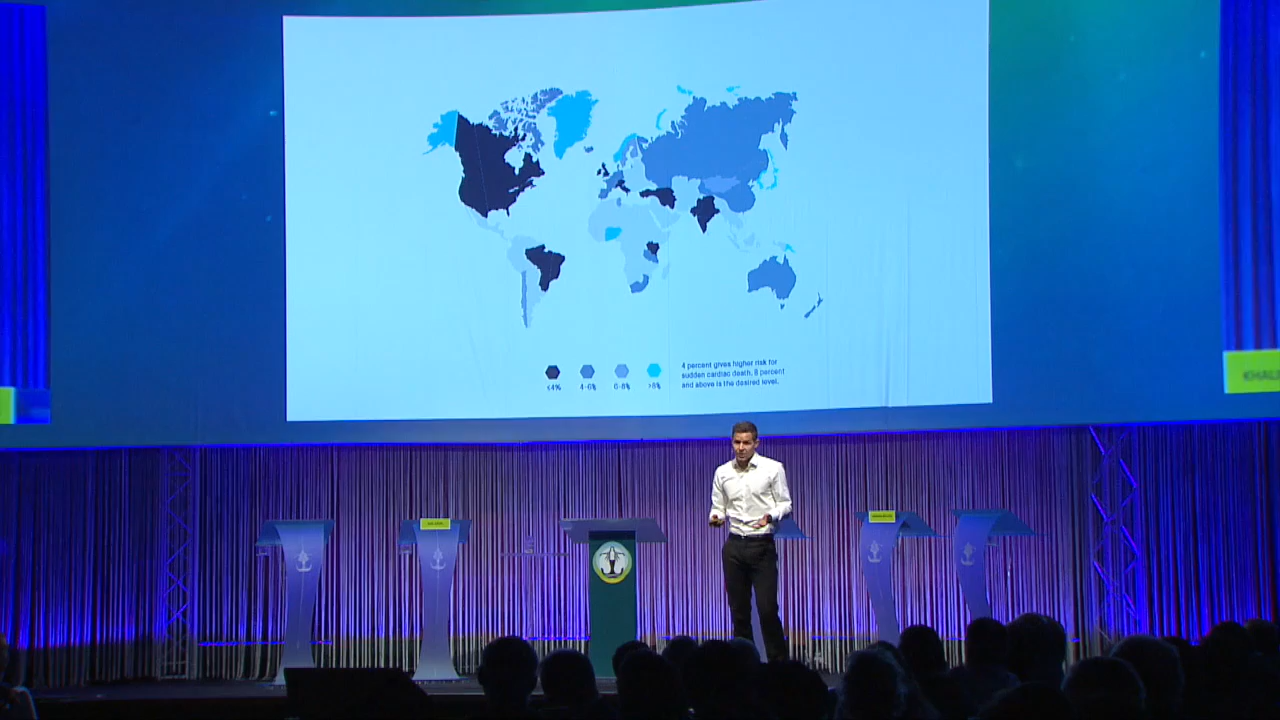 <4%
4-6%
6-8%
>8%
4 percent gives higher risk for
sudden cardiac death, 8 percent
and above is the desired level.